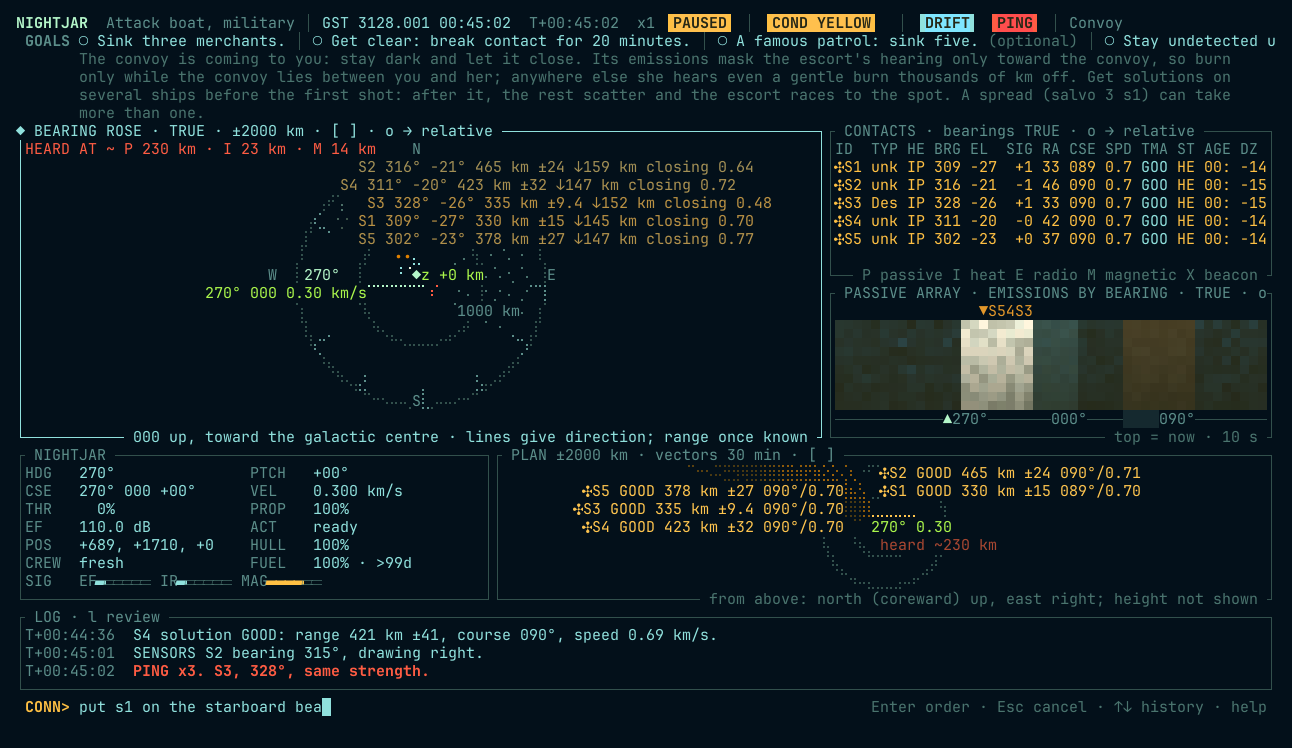 NIGHTJAR Attack boat, military │ GST 3128.001 00:45:02 T+00:45:02 x1 PAUSED │ COND YELLOW │ DRIFT PING │ Convoy
GOALS ○ Sink three merchants. │ ○ Get clear: break contact for 20 minutes. │ ○ A famous patrol: sink five. (optional) │ ○ Stay undetected u
The convoy is coming to you: stay dark and let it close. Its emissions mask the escort's hearing only toward the convoy, so burn
only while the convoy lies between you and her; anywhere else she hears even a gentle burn thousands of km off. Get solutions on
several ships before the first shot: after it, the rest scatter and the escort races to the spot. A spread (salvo 3 s1) can take
more than one.
◆ BEARING ROSE · TRUE · ±2000 km · [ ] · o → relative
HEARD AT ~ P 230 km · I 23 km · M 14 km N
S2 316° -21° 465 km ±24 ↓159 km closing 0.64
S4 311° -20° 423 km ±32 ↓147 km closing 0.72
S3 328° -26° 335 km ±9.4 ↓152 km closing 0.48
S1 309° -27° 330 km ±15 ↓145 km closing 0.70
S5 302° -23° 378 km ±27 ↓147 km closing 0.77
W 270° ◆z +0 km E
270° 000 0.30 km/s
1000 km
S
000 up, toward the galactic centre · lines give direction; range once known
CONTACTS · bearings TRUE · o → relative
ID TYP HE BRG EL SIG RA CSE SPD TMA ST AGE DZ
✣S1 unk IP 309 -27 +1 33 089 0.7 GOO HE 00: -14
✣S2 unk IP 316 -21 -1 46 090 0.7 GOO HE 00: -15
✣S3 Des IP 328 -26 +1 33 090 0.7 GOO HE 00: -15
✣S4 unk IP 311 -20 -0 42 090 0.7 GOO HE 00: -14
✣S5 unk IP 302 -23 +0 37 090 0.7 GOO HE 00: -14
P passive I heat E radio M magnetic X beacon
PASSIVE ARRAY · EMISSIONS BY BEARING · TRUE · o
▼S54S3
▲270° 000° 090°
top = now · 10 s
NIGHTJAR
HDG 270° PTCH +00°
CSE 270° 000 +00° VEL 0.300 km/s
THR 0% PROP 100%
EF 110.0 dB ACT ready
POS +689, +1710, +0 HULL 100%
CREW fresh FUEL 100% · >99d
SIG EF IR MAG
PLAN ±2000 km · vectors 30 min · [ ]
✣S2 GOOD 465 km ±24 090°/0.71
✣S5 GOOD 378 km ±27 090°/0.70 ✣S1 GOOD 330 km ±15 089°/0.70
✣S3 GOOD 335 km ±9.4 090°/0.70
✣S4 GOOD 423 km ±32 090°/0.70 270° 0.30
heard ~230 km
from above: north (coreward) up, east right; height not shown
LOG · l review
T+00:44:36 S4 solution GOOD: range 421 km ±41, course 090°, speed 0.69 km/s.
T+00:45:01 SENSORS S2 bearing 315°, drawing right.
T+00:45:02 PING x3. S3, 328°, same strength.
CONN> put s1 on the starboard bea
Enter order · Esc cancel · ↑↓ history · help